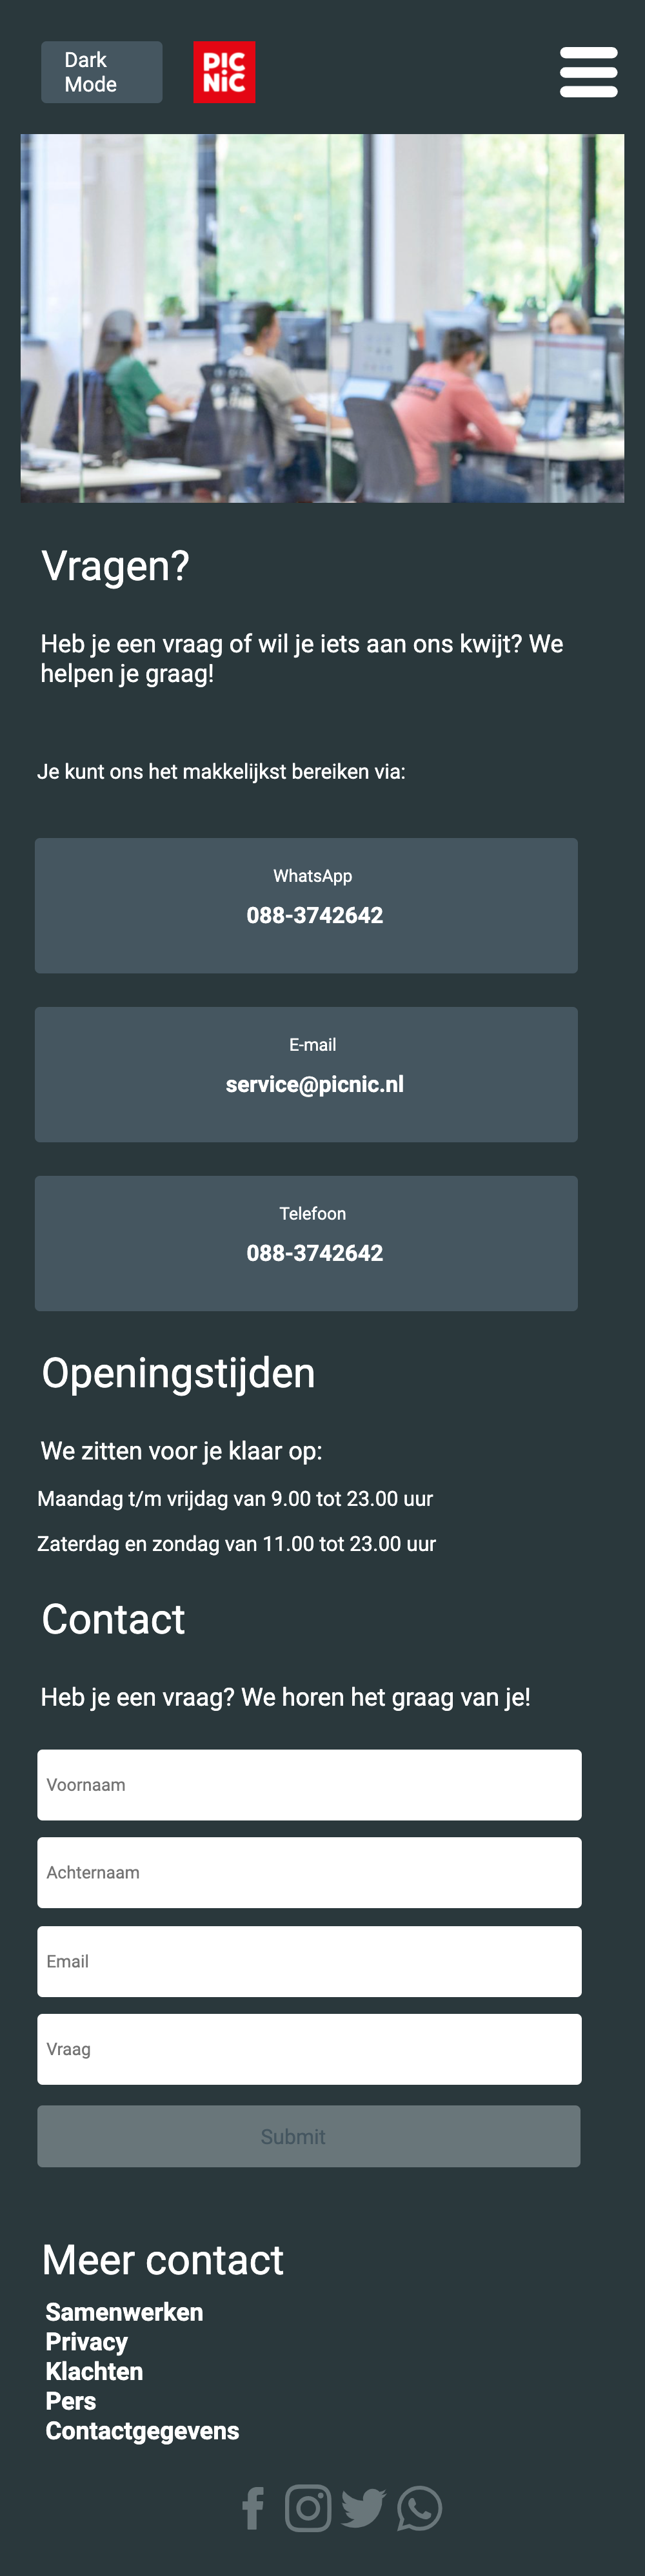 Dark
Mode
PIC
NiC
Vragen?
Heb je een vraag of wil je iets aan ons kwijt? We
helpen je graag!
Je kunt ons het makkelijkst bereiken via:
WhatsApp
088-3742642
E-mail
service@picnic.nl
Telefoon
088-3742642
Openingstijden
We zitten voor je klaar op:
Maandag t/m vrijdag van 9.00 tot 23.00 uur
Zaterdag en zondag van 11.00 tot 23.00 uur
Contact
Heb je een vraag? We horen het graag van je!
Voornaam
Achternaam
Email
Vraag
Submit
Meer contact
Samenwerken
Privacy
Klachten
Pers
Contactgegevens